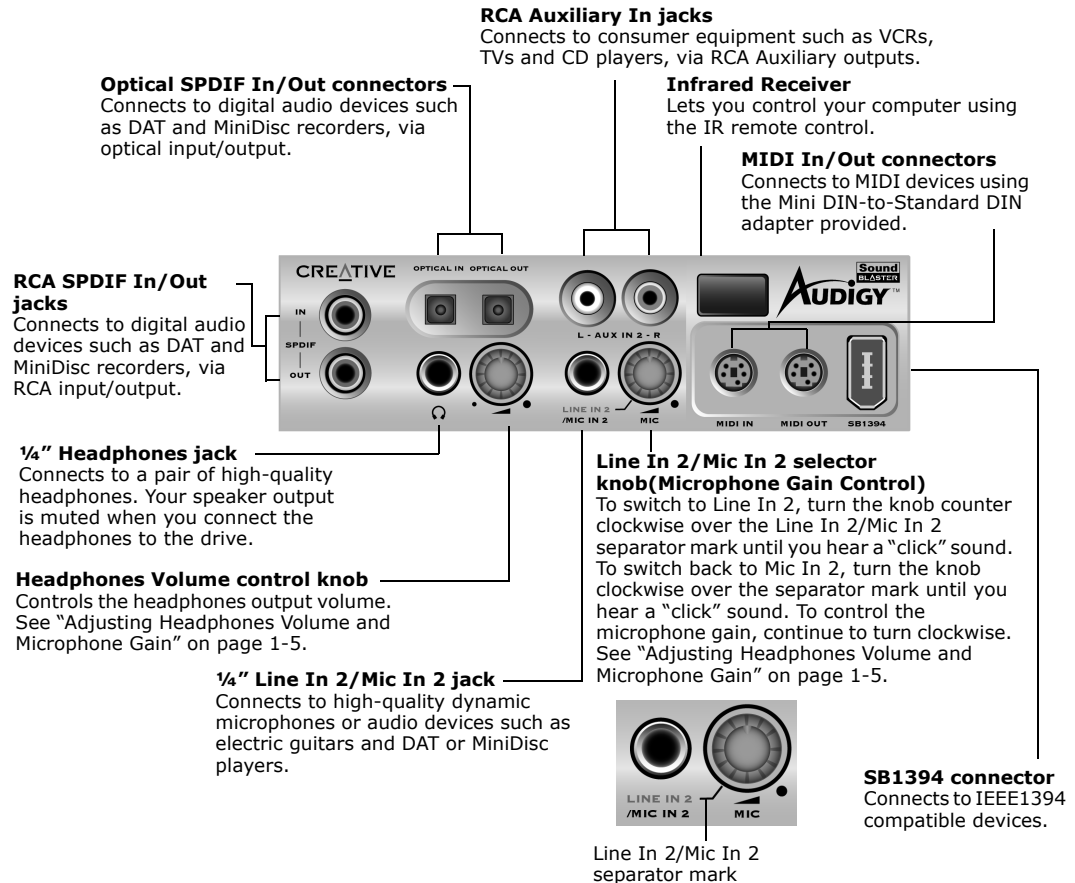 RCA Auxiliary In jacks
Connects to consumer equipment such as VCRs,
TVs and CD players, via RCA Auxiliary outputs.
Optical SPDIF In/Out connectors
Connects to digital audio devices such
as DAT and MiniDisc recorders, via
optical input/output.
Infrared Receiver
Lets you control your computer using
the IR remote control.
MIDI In/Out connectors
Connects to MIDI devices using
the Mini DIN-to-Standard DIN
adapter provided.
RCA SPDIF In/Out
jacks
Connects to digital audio
devices such as DAT and
MiniDisc recorders, via
RCA input/output.
CREATIVE
OPTICAL IN OPTICAL OUT
IN
SPDIF
OUT
L - AUX IN 2 - R
LINE IN 2
/MIC IN 2
MIC
Sound
BLASTER
AUDIGY™
MIDI IN
MIDI OUT
SB1394
¼” Headphones jack
Connects to a pair of high-quality
headphones. Your speaker output
is muted when you connect the
headphones to the drive.
Headphones Volume control knob
Controls the headphones output volume.
See “Adjusting Headphones Volume and
Microphone Gain” on page 1-5.
¼” Line In 2/Mic In 2 jack
Connects to high-quality dynamic
microphones or audio devices such as
electric guitars and DAT or MiniDisc
players.
Line In 2/Mic In 2 selector
knob(Microphone Gain Control)
To switch to Line In 2, turn the knob counter
clockwise over the Line In 2/Mic In 2
separator mark until you hear a “click” sound.
To switch back to Mic In 2, turn the knob
clockwise over the separator mark until you
hear a “click” sound. To control the
microphone gain, continue to turn clockwise.
See “Adjusting Headphones Volume and
Microphone Gain” on page 1-5.
LINE IN 2
/MIC IN 2
MIC
Line In 2/Mic In 2
separator mark
SB1394 connector
Connects to IEEE1394
compatible devices.